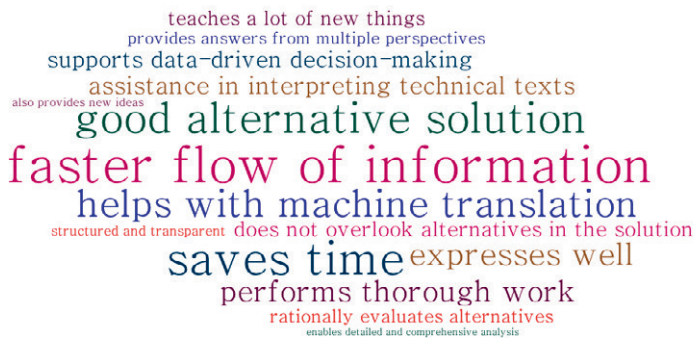 teaches a lot of new things
provides answers from multiple perspectives
supports data-driven decision-making
assistance in interpreting technical texts
also provides new ideas
good alternative solution
faster flow of information
helps with machine translation
structured and transparent
does not overlook alternatives in the solution
saves time
expresses well
performs thorough work
rationally evaluates alternatives
enables detailed and comprehensive analysis